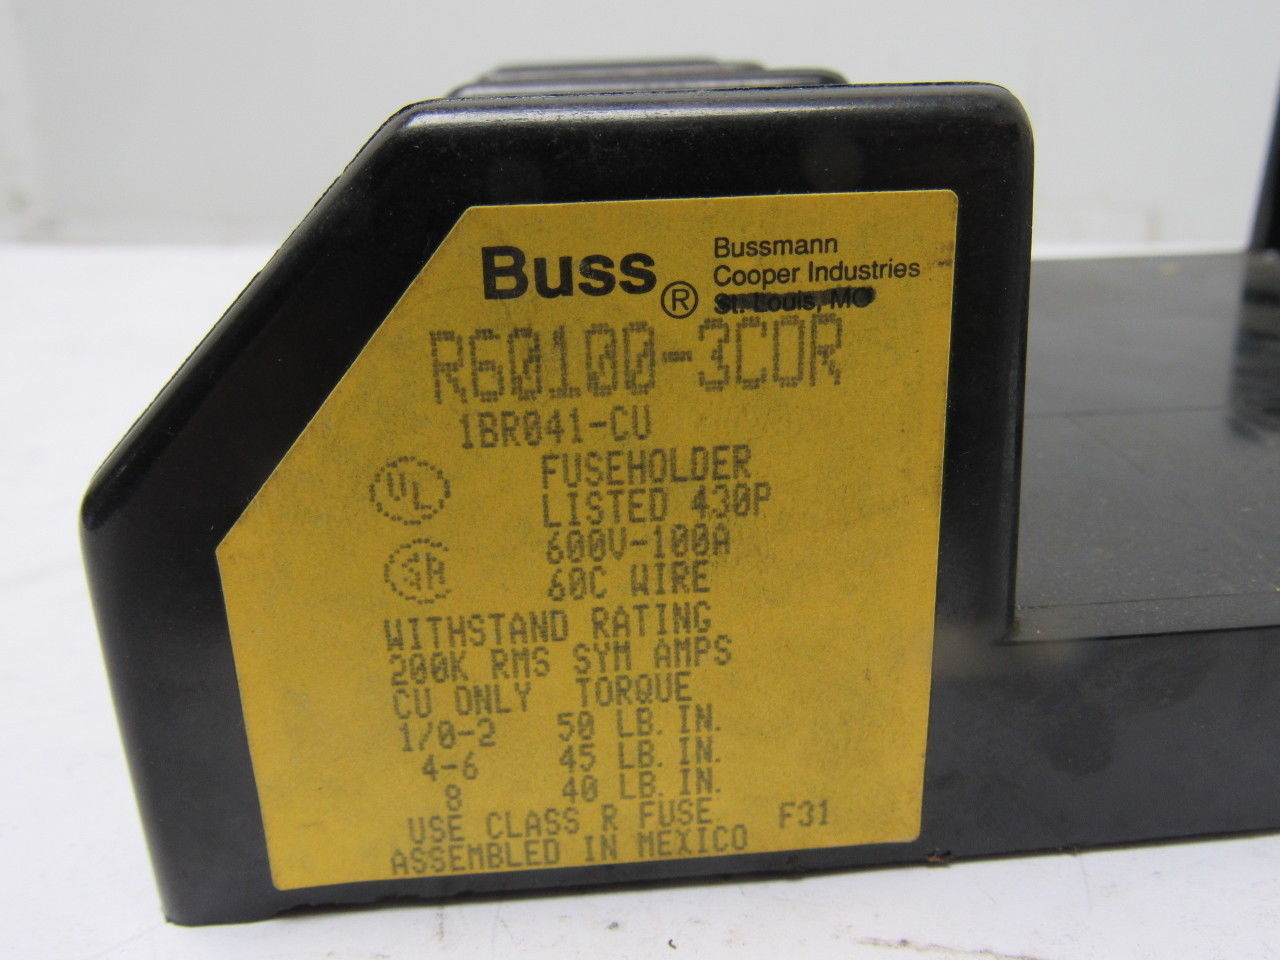 Buss®
Bussmann
Cooper Industries
St. Louis, MO
R60100-3COR
1BR041-CU
UL
FUSEHOLDER
LISTED 430P
600V-100A
60C WIRE
WITHSTAND RATING
200K RMS SYM AMPS
CU ONLY TORQUE
1/0-2 50 LB. IN.
4-6 45 LB. IN.
8 40 LB. IN.
USE CLASS R FUSE F31
ASSEMBLED IN MEXICO